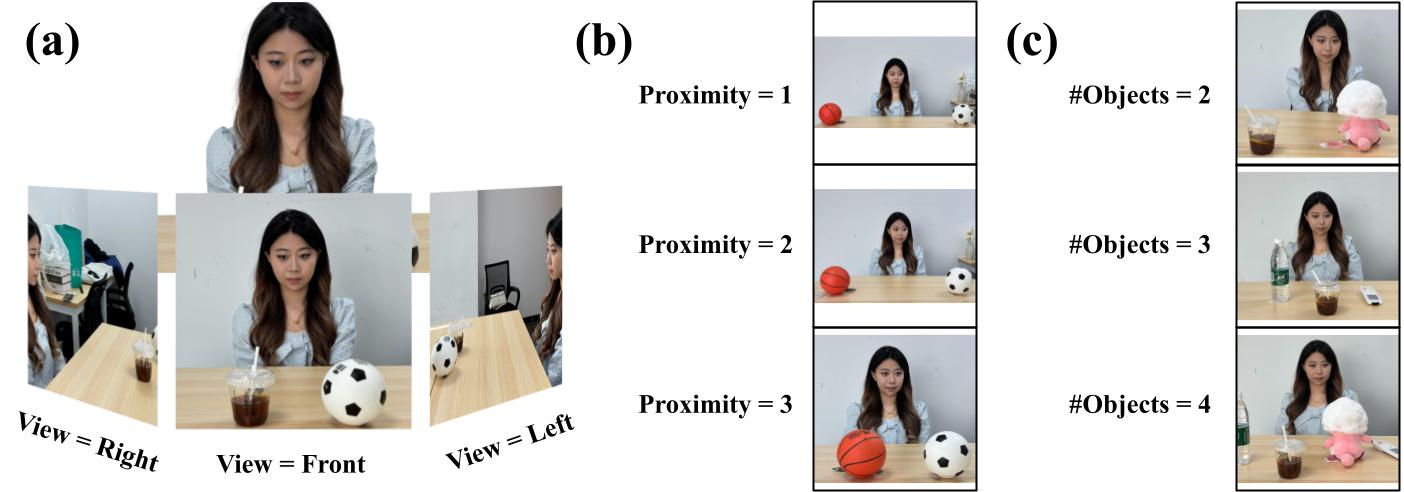 (a)
View = Right
View = Front
View = Left
(b)
Proximity = 1
Proximity = 2
Proximity = 3
(c)
#Objects = 2
#Objects = 3
#Objects = 4